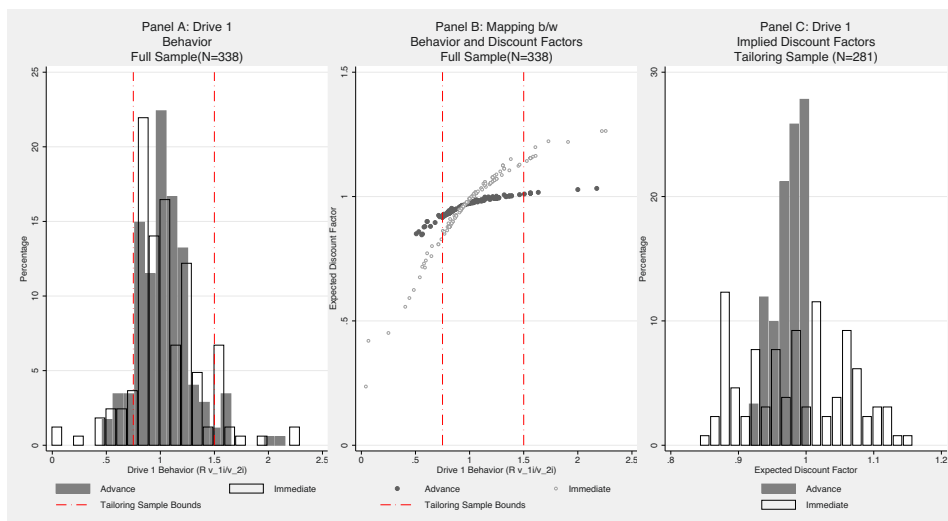 Panel A: Drive 1
Behavior
Full Sample(N=338)
25
20
15
10
5
0
Percentage
0
.5
1
1.5
2
2.5
Drive 1 Behavior (R v_1i/v_2i)
Advance
Immediate
Tailoring Sample Bounds
Panel B: Mapping b/w
Behavior and Discount Factors
Full Sample(N=338)
1.5
1
.5
0
Expected Discount Factor
0
.5
1
1.5
2
2.5
Drive 1 Behavior (R v_1i/v_2i)
Advance
Immediate
Tailoring Sample Bounds
Panel C: Drive 1
Implied Discount Factors
Tailoring Sample (N=281)
30
20
10
0
Percentage
.8
.9
1
1.1
1.2
Expected Discount Factor
Advance
Immediate